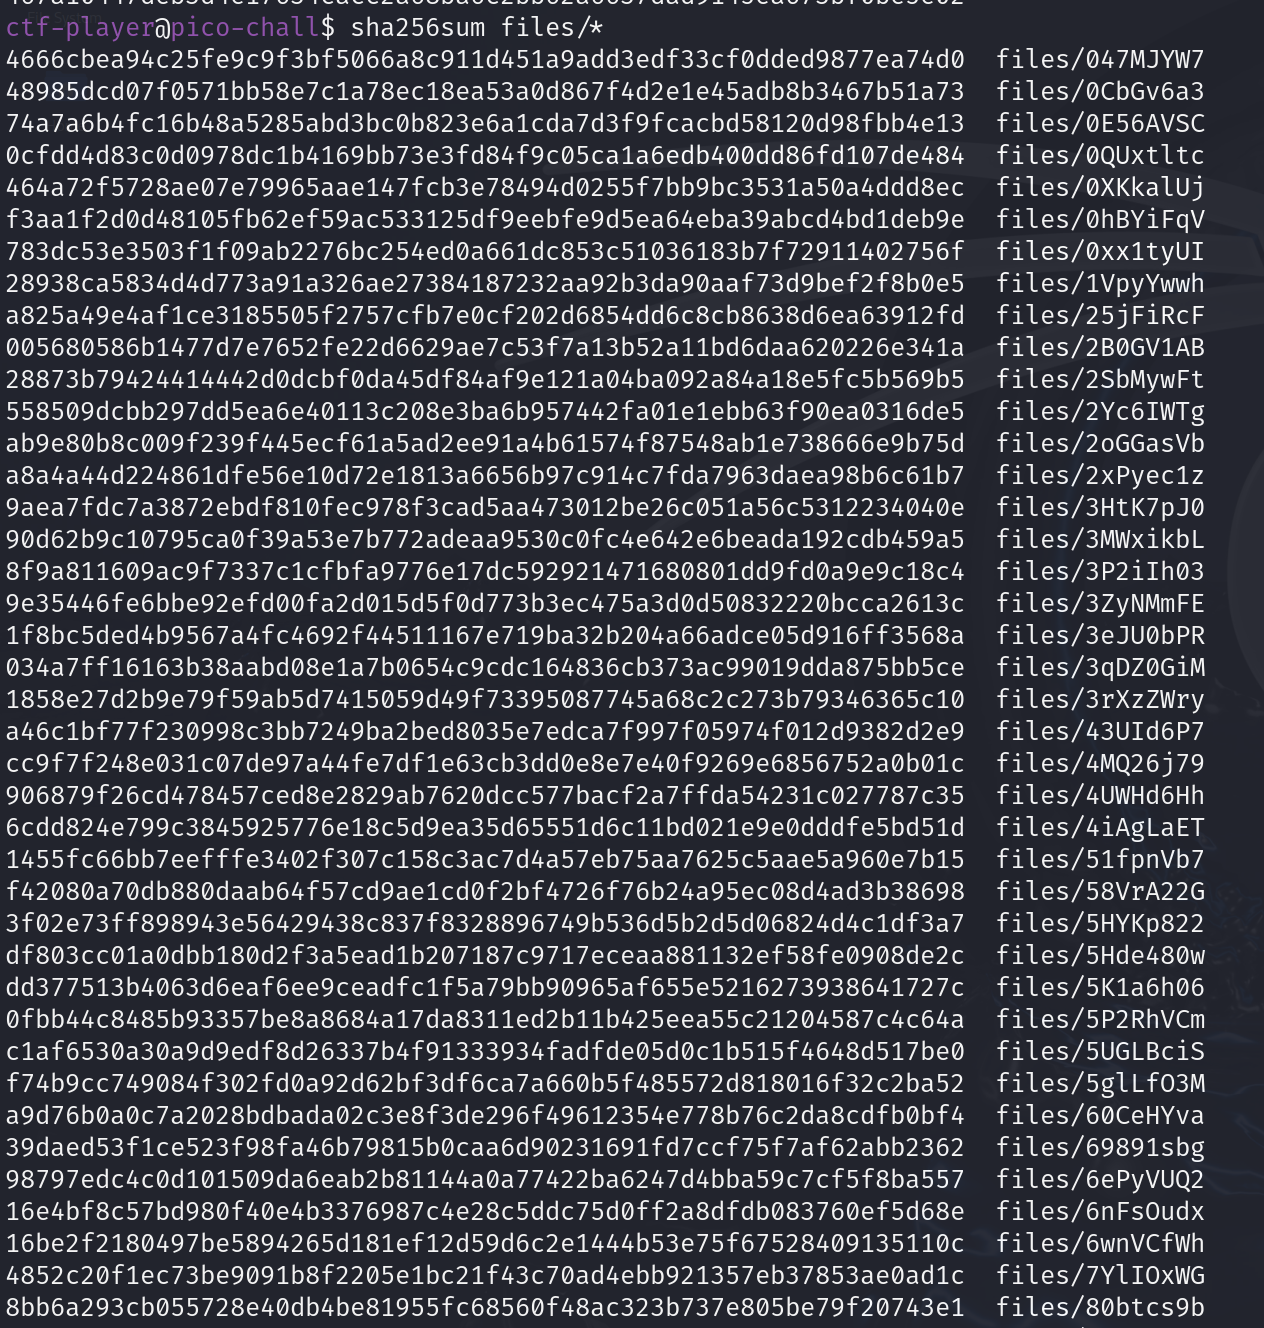 ctf-player@pico-chall$ sha256sum files/*
4666cbea94c25fe9c9f3bf5066a8c911d451a9add3edf33cf0dded9877ea74d0  files/047MJYW7
48985dcd07f0571bb58e7c1a78ec18ea53a0d867f4d2e1e45adb8b3467b51a73  files/0CbGv6a3
74a7a6b4fc16b48a5285abd3bc0b823e6a1cda7d3f9fcacbd58120d98fbb4e13  files/0E56AVSC
0cfdd4d83c0d0978dc1b4169bb73e3fd84f9c05ca1a6edb400dd86fd107de484  files/0QUxtltc
464a72f5728ae07e79965aae147fcb3e78494d0255f7bb9bc3531a50a4ddd8ec  files/0XKkalUj
f3aa1f2d0d48105fb62ef59ac533125df9eebfe9d5ea64eba39abcd4bd1deb9e  files/0hBYiFqV
783dc53e3503f1f09ab2276bc254ed0a661dc853c51036183b7f72911402756f  files/0xx1tyUI
28938ca5834d4d773a91a326ae27384187232aa92b3da90aaf73d9bef2f8b0e5  files/1VpyYwwh
a825a49e4af1ce3185505f2757cfb7e0cf202d6854dd6c8cb8638d6ea63912fd  files/25jFiRcF
005680586b1477d7e7652fe22d6629ae7c53f7a13b52a11bd6daa620226e341a  files/2B0GV1AB
28873b79424414442d0dcbf0da45df84af9e121a04ba092a84a18e5fc5b569b5  files/2SbMywFt
558509dcbb297dd5ea6e40113c208e3ba6b957442fa01e1ebb63f90ea0316de5  files/2Yc6IWTg
ab9e80b8c009f239f445ecf61a5ad2ee91a4b61574f87548ab1e738666e9b75d  files/2oGGasVb
a8a4a44d224861dfe56e10d72e1813a6656b97c914c7fda7963daea98b6c61b7  files/2xPyec1z
9aea7fdc7a3872ebdf810fec978f3cad5aa473012be26c051a56c5312234040e  files/3HtK7pJ0
90d62b9c10795ca0f39a53e7b772adeaa9530c0fc4e642e6beada192cdb459a5  files/3MWxikbL
8f9a811609ac9f7337c1cfbfa9776e17dc592921471680801dd9fd0a9e9c18c4  files/3P2iIh03
9e35446fe6bbe92efd00fa2d015d5f0d773b3ec475a3d0d50832220bcca2613c  files/3ZyNMmFE
1f8bc5ded4b9567a4fc4692f44511167e719ba32b204a66adce05d916ff3568a  files/3eJU0bPR
034a7ff16163b38aabd08e1a7b0654c9cdc164836cb373ac99019dda875bb5ce  files/3qDZ0GiM
1858e27d2b9e79f59ab5d7415059d49f73395087745a68c2c273b79346365c10  files/3rXzZWry
a46c1bf77f230998c3bb7249ba2bed8035e7edca7f997f05974f012d9382d2e9  files/43UId6P7
cc9f7f248e031c07de97a44fe7df1e63cb3dd0e8e7e40f9269e6856752a0b01c  files/4MQ26j79
906879f26cd478457ced8e2829ab7620dcc577bacf2a7ffda54231c027787c35  files/4UWHd6Hh
6cdd824e799c3845925776e18c5d9ea35d65551d6c11bd021e9e0dddfe5bd51d  files/4iAgLaET
1455fc66bb7eefffe3402f307c158c3ac7d4a57eb75aa7625c5aae5a960e7b15  files/51fpnVb7
f42080a70db880daab64f57cd9ae1cd0f2bf4726f76b24a95ec08d4ad3b38698  files/58VrA22G
3f02e73ff898943e56429438c837f8328896749b536d5b2d5d06824d4c1df3a7  files/5HYKp822
df803cc01a0dbb180d2f3a5ead1b207187c9717eceaa881132ef58fe0908de2c  files/5Hde480w
dd377513b4063d6eaf6ee9ceadfc1f5a79bb90965af655e5216273938641727c  files/5K1a6h06
0fbb44c8485b93357be8a8684a17da8311ed2b11b425eea55c21204587c4c64a  files/5P2RhVCm
c1af6530a30a9d9edf8d26337b4f91333934fadfde05d0c1b515f4648d517be0  files/5UGLBciS
f74b9cc749084f302fd0a92d62bf3df6ca7a660b5f485572d818016f32c2ba52  files/5glLfO3M
a9d76b0a0c7a2028bdbada02c3e8f3de296f49612354e778b76c2da8cdfb0bf4  files/60CeHYva
39daed53f1ce523f98fa46b79815b0caa6d90231691fd7ccf75f7af62abb2362  files/69891sbg
98797edc4c0d101509da6eab2b81144a0a77422ba6247d4bba59c7cf5f8ba557  files/6ePyVUQ2
16e4bf8c57bd980f40e4b3376987c4e28c5ddc75d0ff2a8dfdb083760ef5d68e  files/6nFsOudx
16be2f2180497be5894265d181ef12d59d6c2e1444b53e75f67528409135110c  files/6wnVCfWh
4852c20f1ec73be9091b8f2205e1bc21f43c70ad4ebb921357eb37853ae0ad1c  files/7YlIOxWG
8bb6a293cb055728e40db4be81955fc68560f48ac323b737e805be79f20743e1  files/80btcs9b